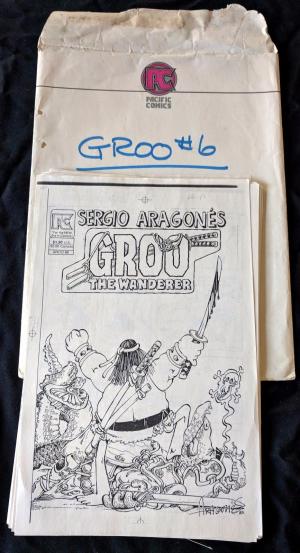 PC
PACIFIC
COMICS
GROO #6
PC
SERGIO ARAGONÉS
GROO
THE WANDERER
ARAGONÉS